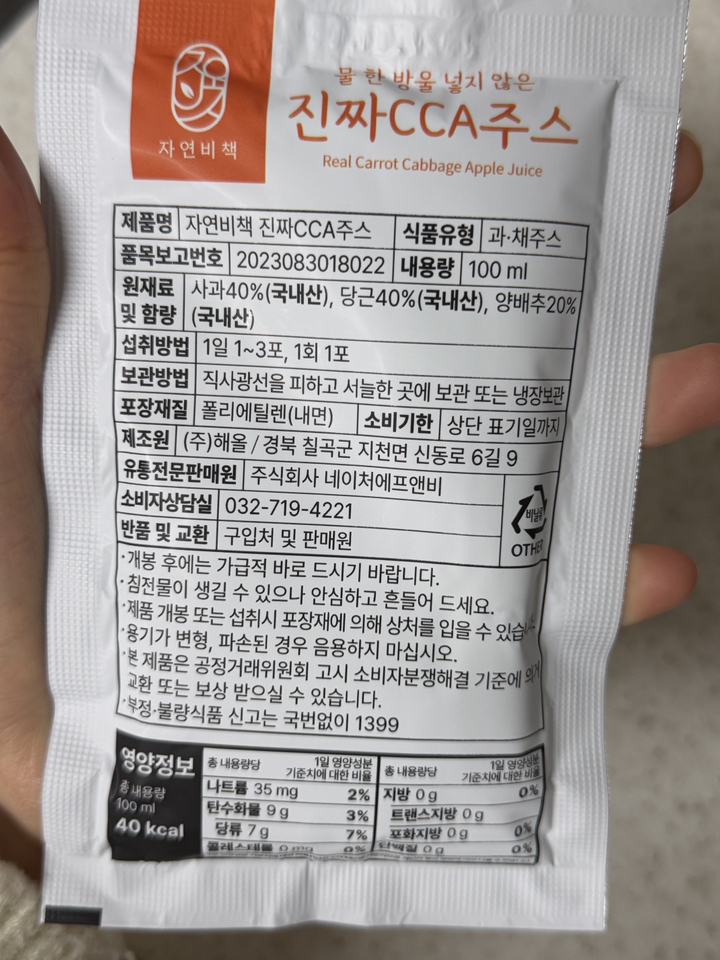 자연비책
물 한 방울 넣지 않은
진짜CCA주스
Real Carrot Cabbage Apple Juice
제품명 자연비책 진짜CCA주스 식품유형 과·채주스
품목보고번호 2023083018022 내용량 100 ml
원재료 및 함량 사과40%(국내산), 당근40%(국내산), 양배추20%
(국내산)
섭취방법 1일 1~3포, 1회 1포
보관방법 직사광선을 피하고 서늘한 곳에 보관 또는 냉장보관
포장재질 폴리에틸렌(내면) 소비기한 상단 표기일까지
제조원 (주)해올 / 경북 칠곡군 지천면 신동로 6길 9
유통전문판매원 주식회사 네이처에프앤비
소비자상담실 032-719-4221
반품 및 교환 구입처 및 판매원
비닐류
OTHER
·개봉 후에는 가급적 바로 드시기 바랍니다.
·침전물이 생길 수 있으나 안심하고 흔들어 드세요.
·제품 개봉 또는 섭취시 포장재에 의해 상처를 입을 수 있습
·용기가 변형, 파손된 경우 음용하지 마십시오.
·본 제품은 공정거래위원회 고시 소비자분쟁해결 기준에 의거
교환 또는 보상 받으실 수 있습니다.
·부정·불량식품 신고는 국번없이 1399
영양정보
총 내용량
100 ml
40 kcal
총 내용량당 1일 영양성분 기준치에 대한 비율
나트륨 35 mg 2%
탄수화물 9 g 3%
당류 7 g 7%
콜레스테롤 0 mg 0%
총 내용량당 1일 영양성분 기준치에 대한 비율
지방 0 g 0%
트랜스지방 0 g
포화지방 0 g 0%
단백질 0 g 0%